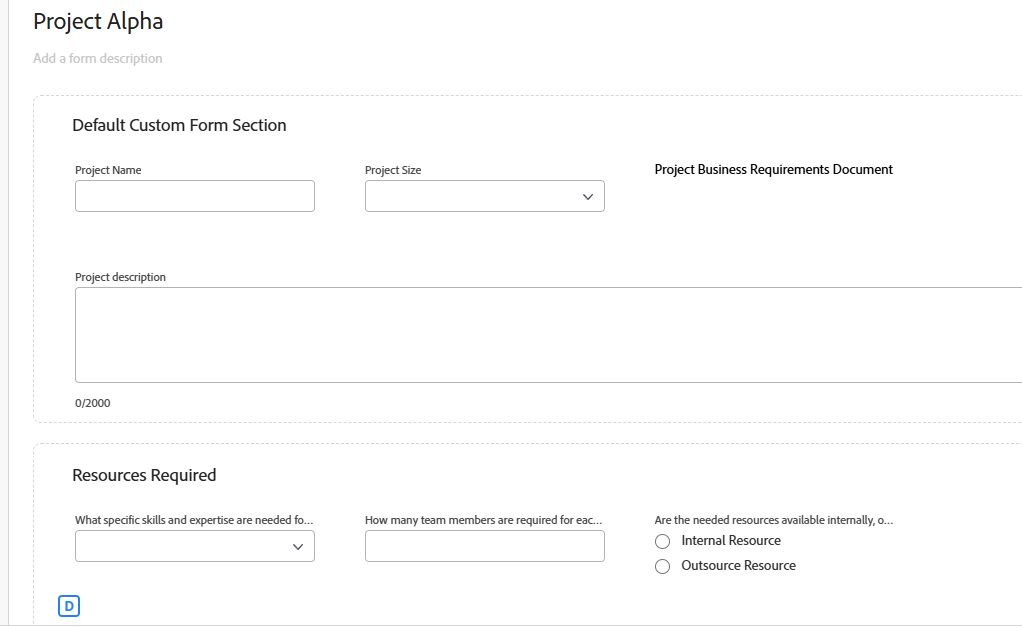 Project Alpha
Add a form description
Default Custom Form Section
Project Name
Project Size
Project Business Requirements Document
Project description
0/2000
Resources Required
What specific skills and expertise are needed fo...
How many team members are required for eac...
Are the needed resources available internally, o...
Internal Resource
Outsource Resource
D